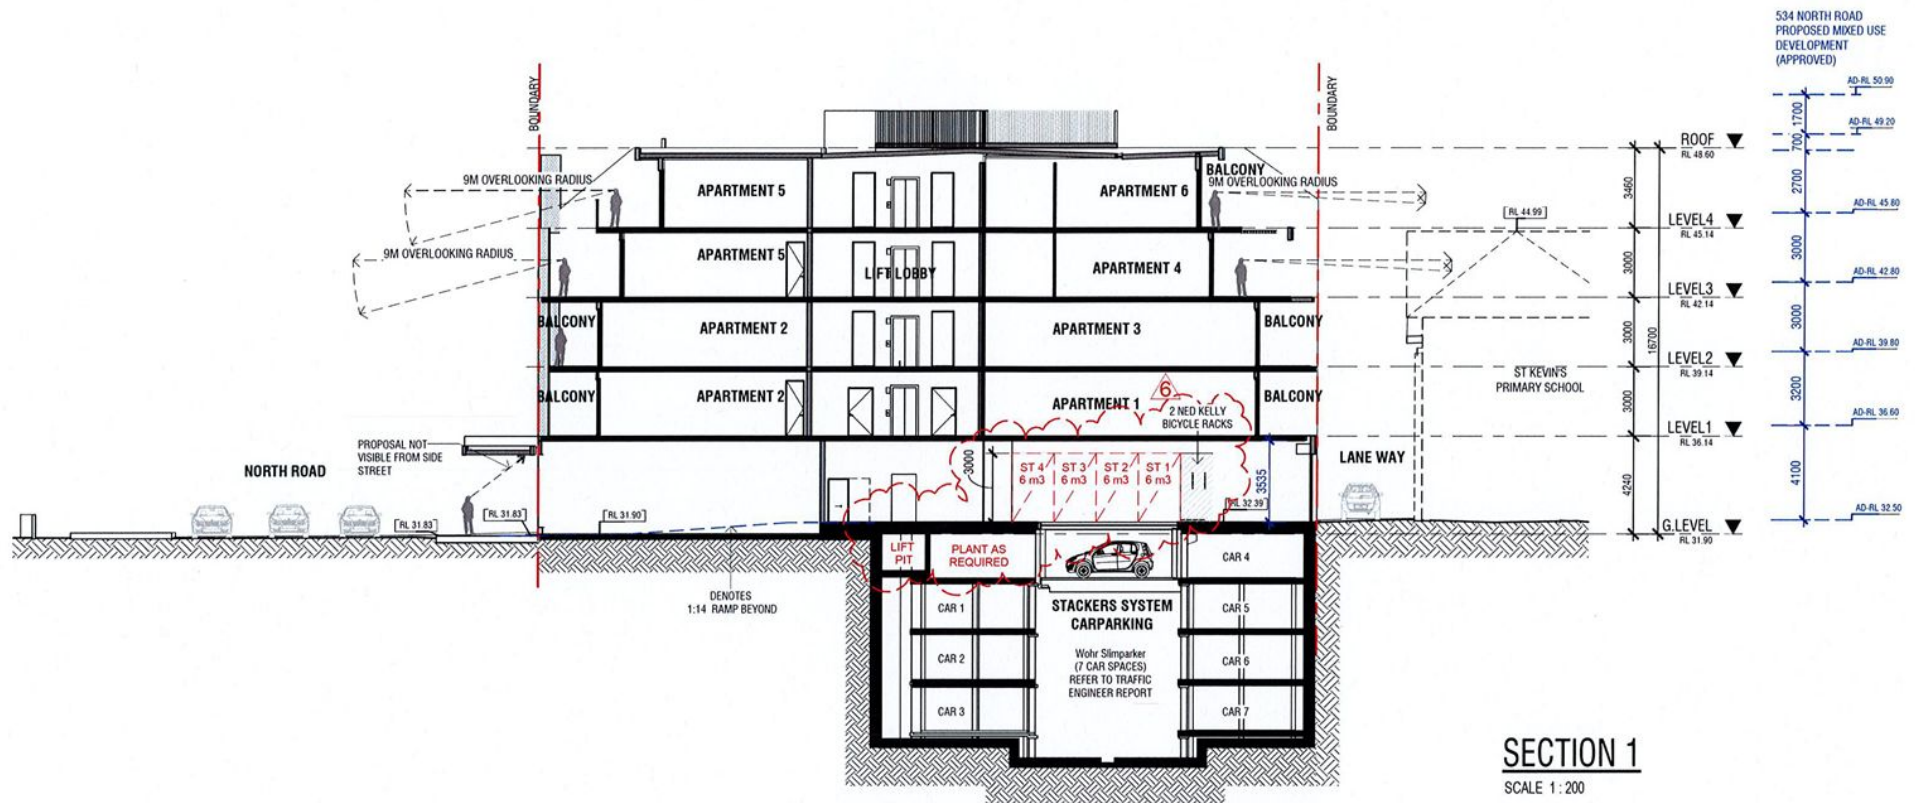 534 NORTH ROAD
PROPOSED MIXED USE
DEVELOPMENT
(APPROVED)
BOUNDARY
BOUNDARY
AD-RL 50.90
1700
AD-RL 49.20
700
ROOF
RL 48.60
9M OVERLOOKING RADIUS
APARTMENT 5
APARTMENT 6
BALCONY
9M OVERLOOKING RADIUS
3460
2700
AD-RL 45.80
RL 44.99
LEVEL4
RL 45.14
9M OVERLOOKING RADIUS
APARTMENT 5
LIFT LOBBY
APARTMENT 4
3000
3000
AD-RL 42.80
LEVEL3
RL 42.14
BALCONY
APARTMENT 2
APARTMENT 3
BALCONY
3000
16700
3000
AD-RL 39.80
LEVEL2
RL 39.14
ST KEVIN'S
PRIMARY SCHOOL
BALCONY
APARTMENT 2
APARTMENT 1
6
BALCONY
3000
3200
2 NED KELLY
BICYCLE RACKS
AD-RL 36.60
LEVEL1
RL 36.14
PROPOSAL NOT
VISIBLE FROM SIDE
STREET
NORTH ROAD
3000
ST 4
6 m3
ST 3
6 m3
ST 2
6 m3
ST 1
6 m3
3535
LANE WAY
4240
4100
RL 31.83
RL 31.83
RL 31.90
RL 32.39
AD-RL 32.50
G.LEVEL
RL 31.90
LIFT
PIT
PLANT AS
REQUIRED
CAR 4
DENOTES
1:14 RAMP BEYOND
CAR 1
STACKERS SYSTEM
CARPARKING
CAR 5
CAR 2
Wohr Slimparker
(7 CAR SPACES)
REFER TO TRAFFIC
ENGINEER REPORT
CAR 6
CAR 3
CAR 7
SECTION 1
SCALE 1 : 200